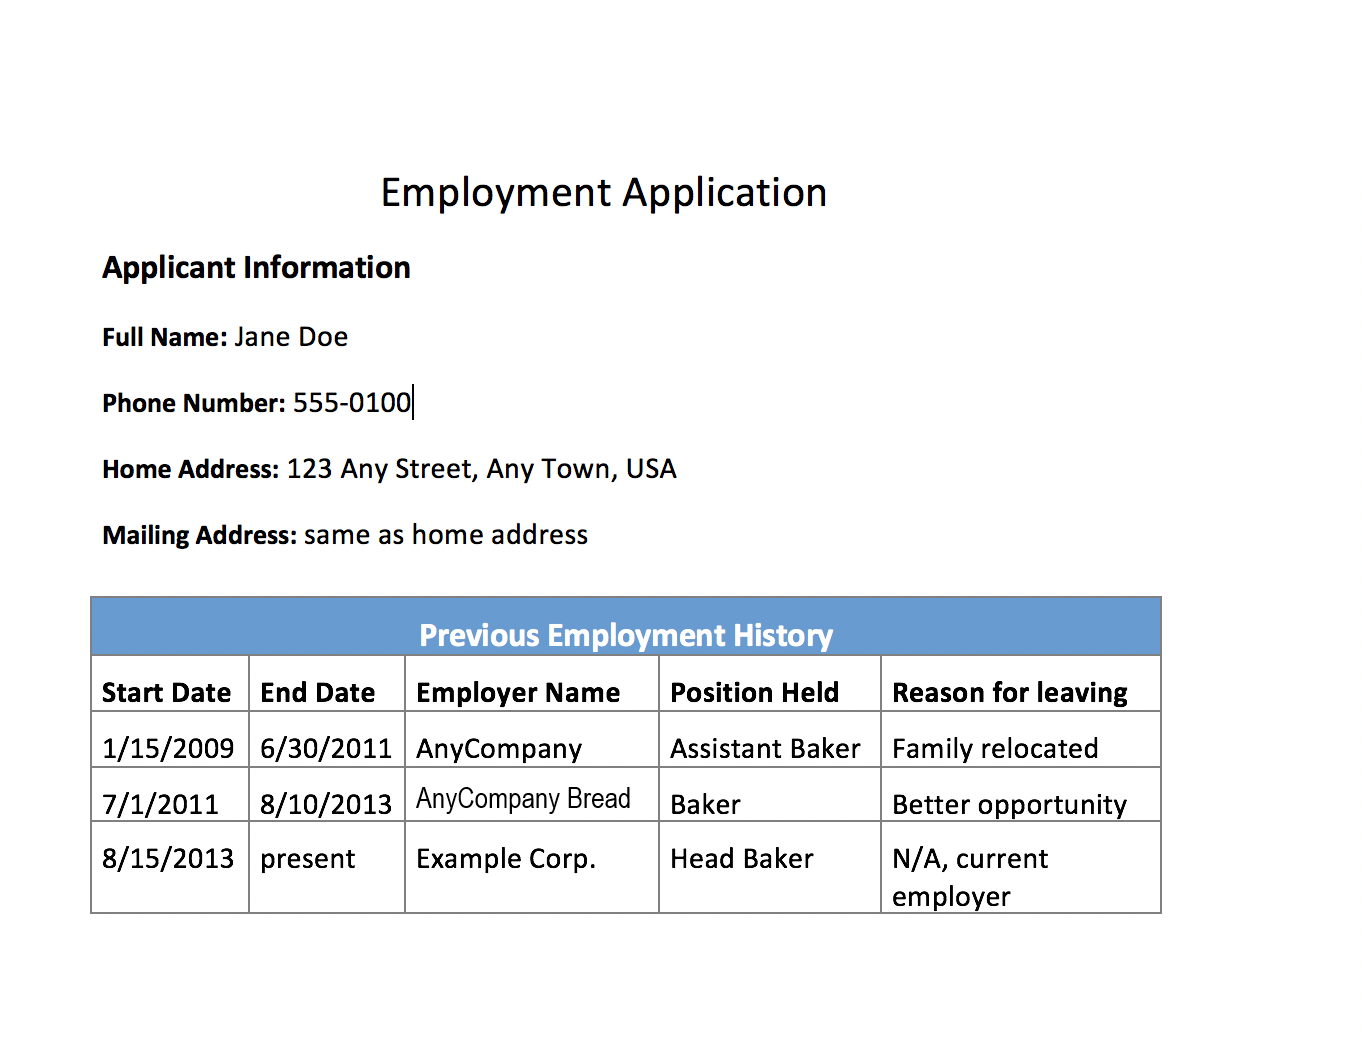 Employment Application
Applicant Information
Full Name: Jane Doe
Phone Number: 555-0100
Home Address: 123 Any Street, Any Town, USA
Mailing Address: same as home address
Previous Employment History
Start Date End Date Employer Name Position Held Reason for leaving
1/15/2009 6/30/2011 AnyCompany Assistant Baker Family relocated
7/1/2011 8/10/2013 AnyCompany Bread Baker Better opportunity
8/15/2013 present Example Corp. Head Baker N/A, current
employer